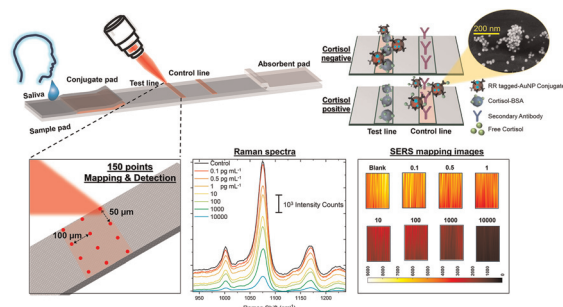 Saliva
Conjugate pad
Sample pad
Test line
Control line
Absorbent pad
Cortisol
negative
Cortisol
positive
Test line
Control line
200 nm
RR tagged-AuNP Conjugate
Cortisol-BSA
Secondary Antibody
Free Cortisol
150 points
Mapping & Detection
50 μm
100 μm
Raman spectra
Control
0.1 pg mL⁻¹
0.5 pg mL⁻¹
1 pg mL⁻¹
10
100
1000
10000
10³ Intensity Counts
950 1000 1050 1100 1150 1200
SERS mapping images
Blank 0.1 0.5 1
10 100 1000 10000